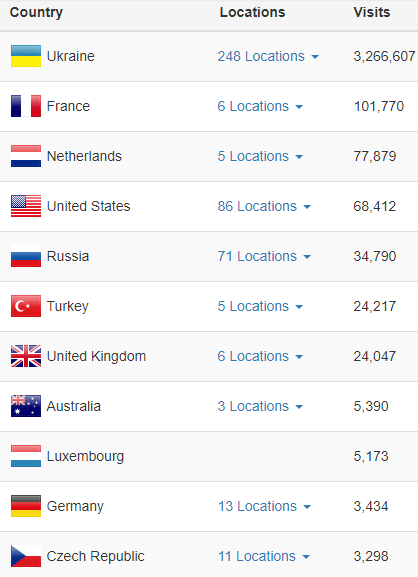 Country Locations Visits
Ukraine 248 Locations 3,266,607
France 6 Locations 101,770
Netherlands 5 Locations 77,879
United States 86 Locations 68,412
Russia 71 Locations 34,790
Turkey 5 Locations 24,217
United Kingdom 6 Locations 24,047
Australia 3 Locations 5,390
Luxembourg 5,173
Germany 13 Locations 3,434
Czech Republic 11 Locations 3,298